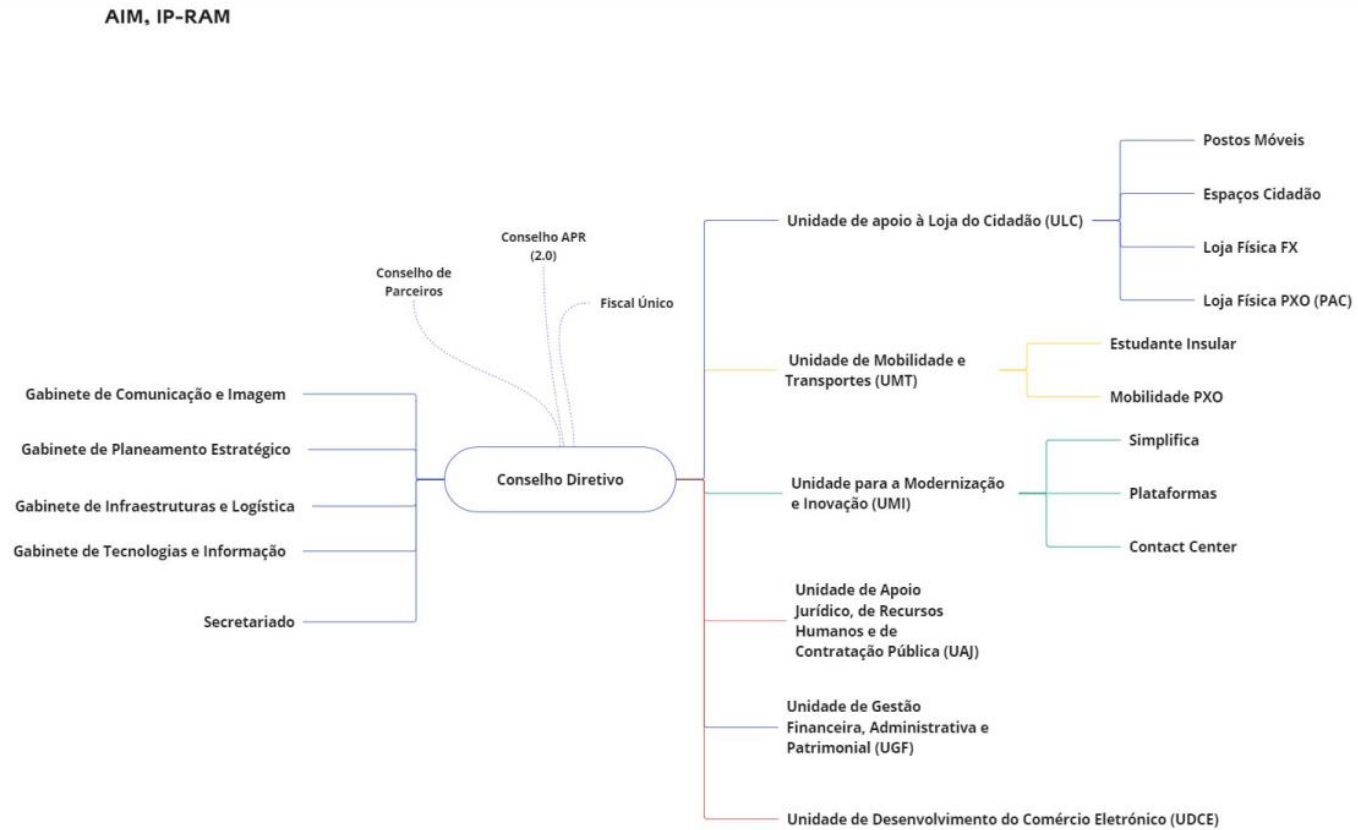 AIM, IP-RAM
Conselho de
Parceiros
Conselho APR
(2.0)
Fiscal Único
Gabinete de Comunicação e Imagem
Gabinete de Planeamento Estratégico
Gabinete de Infraestruturas e Logística
Gabinete de Tecnologias e Informação
Secretariado
Conselho Diretivo
Unidade de apoio à Loja do Cidadão (ULC)
Postos Móveis
Espaços Cidadão
Loja Física FX
Loja Física PXO (PAC)
Unidade de Mobilidade e
Transportes (UMT)
Estudante Insular
Mobilidade PXO
Unidade para a Modernização
e Inovação (UMI)
Simplifica
Plataformas
Contact Center
Unidade de Apoio
Jurídico, de Recursos
Humanos e de
Contratação Pública (UAJ)
Unidade de Gestão
Financeira, Administrativa e
Patrimonial (UGF)
Unidade de Desenvolvimento do Comércio Eletrónico (UDCE)